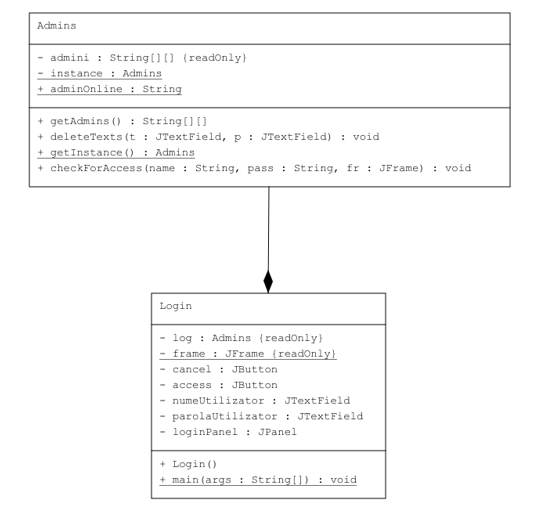 Admins
- admini : String[][] {readOnly}
- instance : Admins
+ adminOnline : String
+ getAdmins() : String[][]
+ deleteTexts(t : JTextField, p : JTextField) : void
+ getInstance() : Admins
+ checkForAccess(name : String, pass : String, fr : JFrame) : void
Login
- log : Admins {readOnly}
- frame : JFrame {readOnly}
- cancel : JButton
- access : JButton
- numeUtilizator : JTextField
- parolaUtilizator : JTextField
- loginPanel : JPanel
+ Login()
+ main(args : String[]) : void